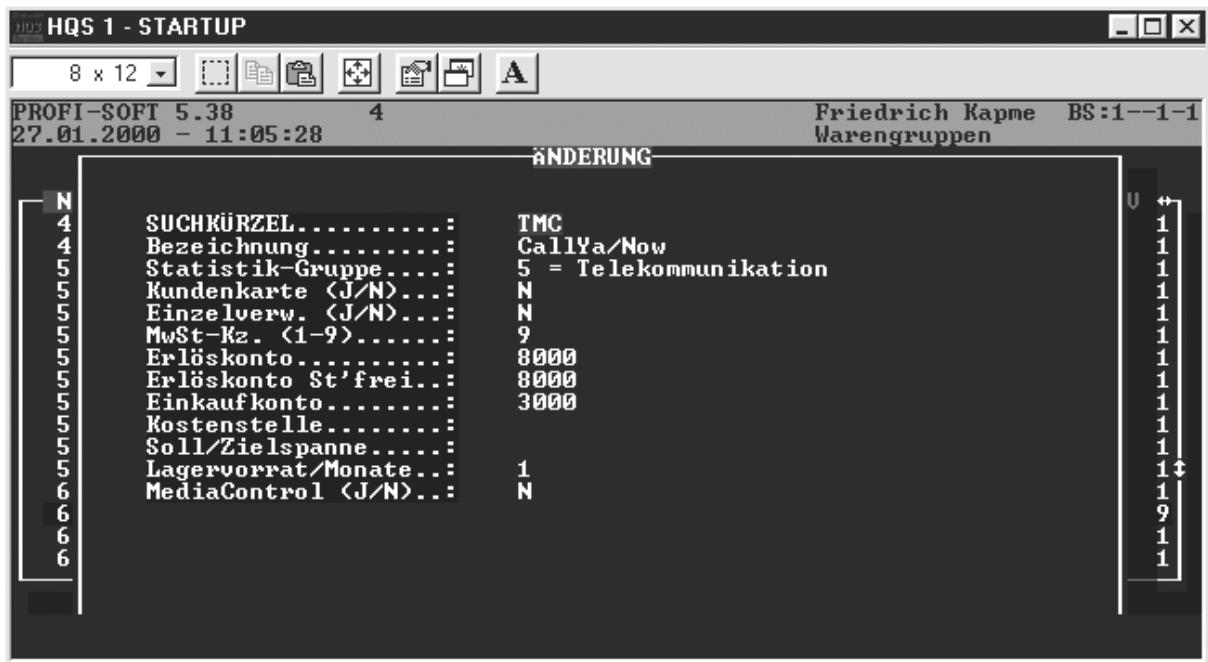 HQS 1 - STARTUP
8 x 12
A
PROFI-SOFT 5.38 4 Friedrich Kapme BS:1--1-1
27.01.2000 - 11:05:28 Warengruppen
ÄNDERUNG
N V
4 SUCHKÜRZEL..........: TMC 1
4 Bezeichnung.........: CallYa/Now 1
5 Statistik-Gruppe....: 5 = Telekommunikation 1
5 Kundenkarte (J/N)...: N 1
5 Einzelverw. (J/N)...: N 1
5 MwSt-Kz. (1-9)......: 9 1
5 Erlöskonto..........: 8000 1
5 Erlöskonto St'frei..: 8000 1
5 Einkaufkonto........: 3000 1
5 Kostenstelle........: 1
5 Soll/Zielspanne.....: 1
5 Lagervorrat/Monate..: 1 1
6 MediaControl (J/N)..: N 1
6 9
6 1
6 1